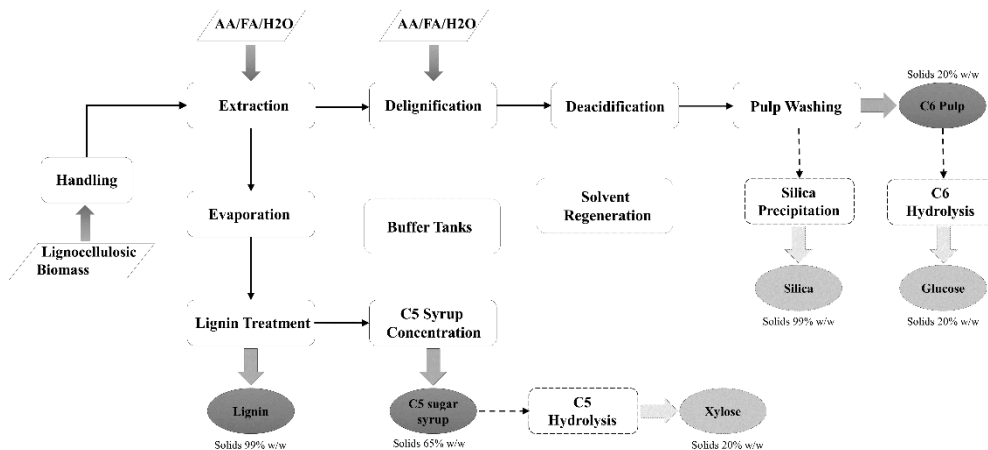 AA/FA/H2O
AA/FA/H2O
Solids 20% w/w
Extraction
Delignification
Deacidification
Pulp Washing
C6 Pulp
Handling
Evaporation
Buffer Tanks
Solvent
Regeneration
Silica
Precipitation
C6
Hydrolysis
Lignocellulosic
Biomass
Silica
Glucose
Solids 99% w/w
Solids 20% w/w
Lignin Treatment
C5 Syrup
Concentration
Lignin
C5 sugar
syrup
C5
Hydrolysis
Xylose
Solids 99% w/w
Solids 65% w/w
Solids 20% w/w